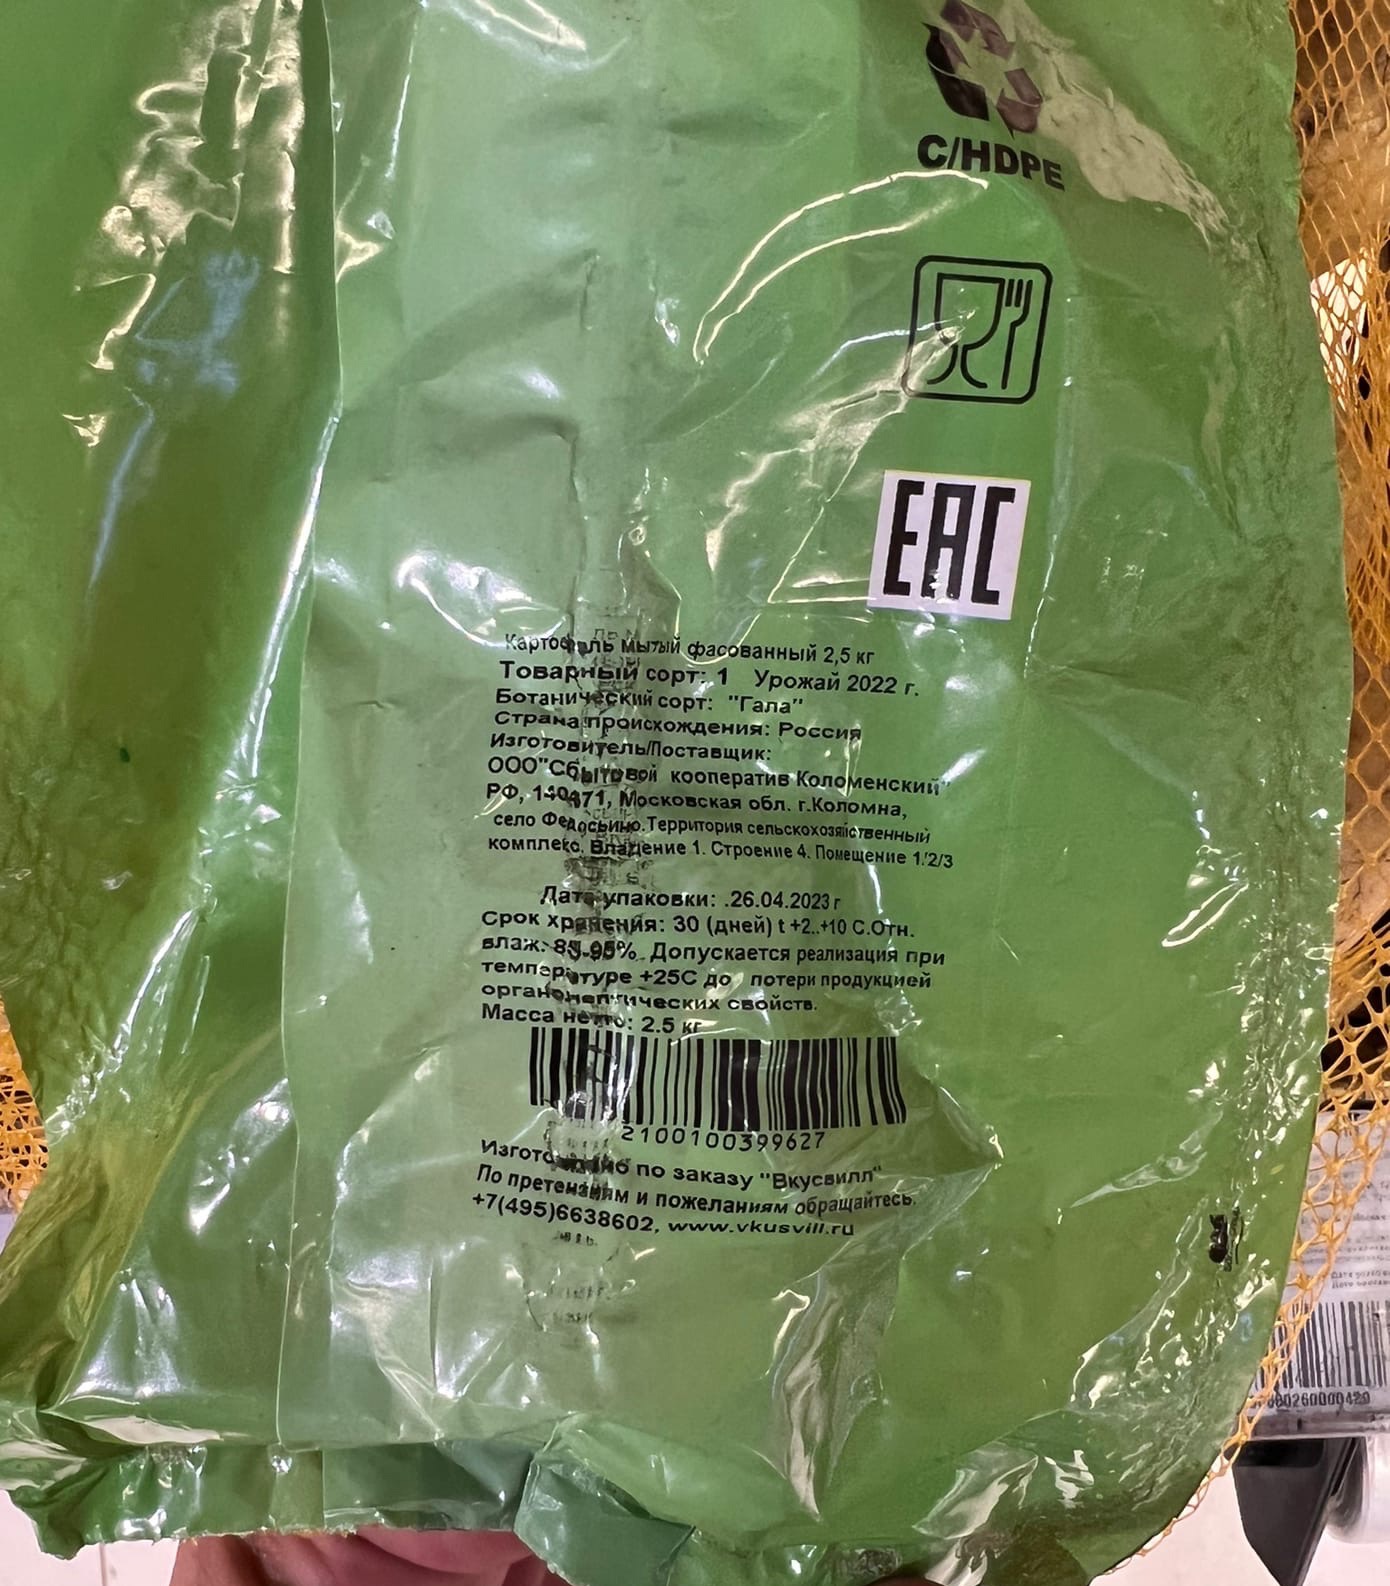 C/HDPE
EAC
Картофель мытый фасованный 2,5 кг
Товарный сорт: 1 Урожай 2022 г.
Ботанический сорт: "Гала"
Страна происхождения: Россия
Изготовитель/Поставщик:
ООО"Сбытовой кооператив Коломенский"
РФ, 140471, Московская обл. г.Коломна,
село Федосьино.Территория сельскохозяйственный
комплекс. Владение 1. Строение 4. Помещение 1/2/3
Дата упаковки: .26.04.2023 г
Срок хранения: 30 (дней) t +2..+10 С.Отн.
влаж. 85-95%. Допускается реализация при
температуре +25С до потери продукцией
органолептических свойств.
Масса нетто: 2.5 кг
2100100399627
Изготовлено по заказу "Вкусвилл"
По претензиям и пожеланиям обращайтесь.
+7(495)6638602, www.vkusvill.ru